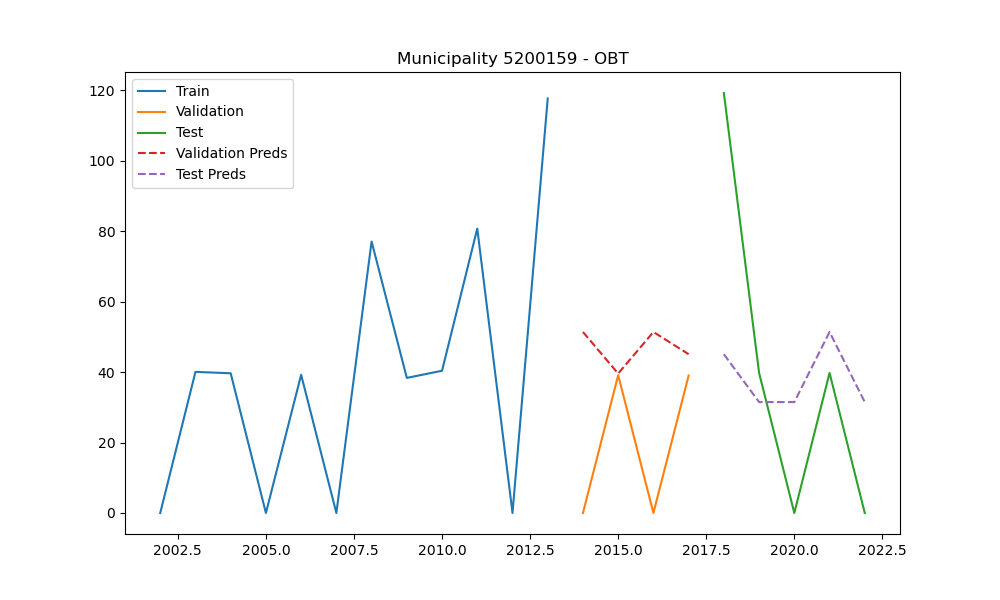 Municipality 5200159 - OBT
Train
Validation
Test
Validation Preds
Test Preds
120
100
80
60
40
20
0
2002.5 2005.0 2007.5 2010.0 2012.5 2015.0 2017.5 2020.0 2022.5